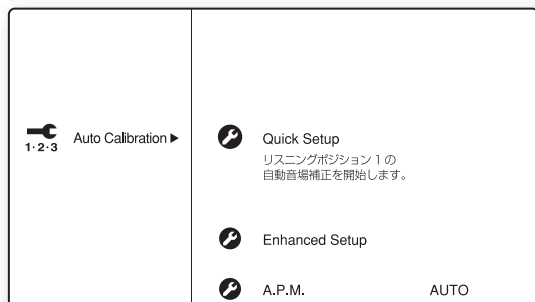 1·2·3
Auto Calibration ▶
Quick Setup
リスニングポジション 1 の
自動音場補正を開始します。
Enhanced Setup
A.P.M. AUTO